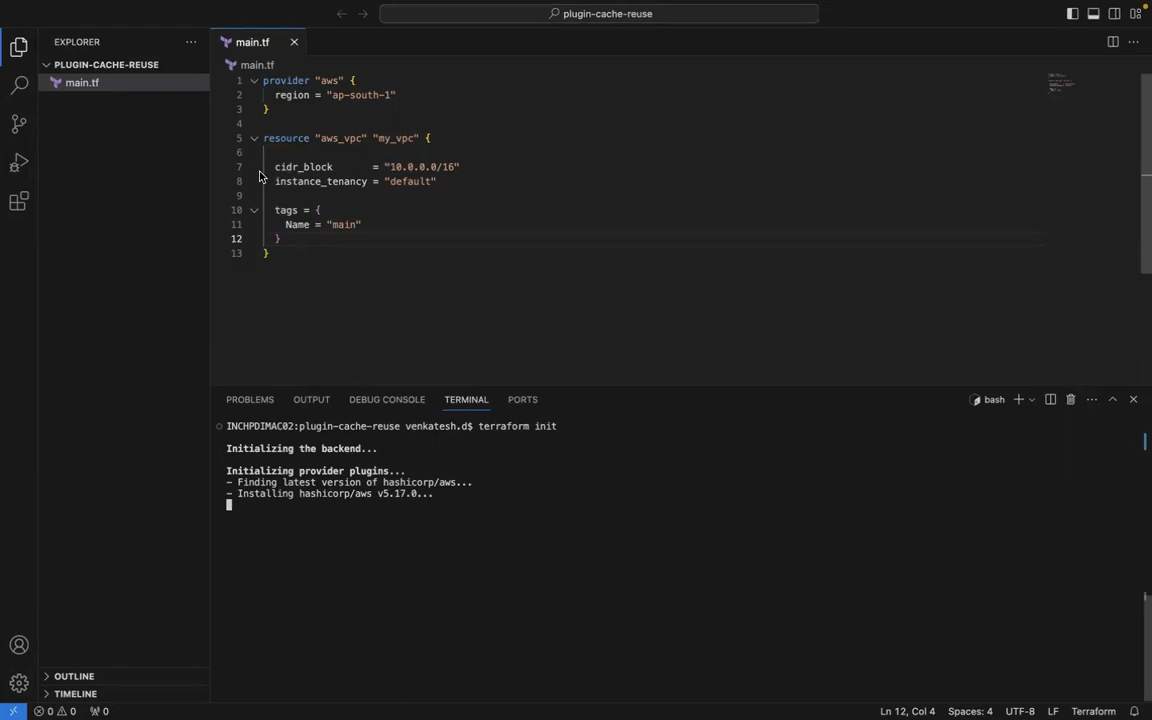 plugin-cache-reuse
EXPLORER
main.tf
PLUGIN-CACHE-REUSE
main.tf
main.tf
1 provider "aws" {
2 region = "ap-south-1"
3 }
4
5 resource "aws_vpc" "my_vpc" {
6
7 cidr_block = "10.0.0.0/16"
8 instance_tenancy = "default"
9
10 tags = {
11 Name = "main"
12 }
13 }
PROBLEMS OUTPUT DEBUG CONSOLE TERMINAL PORTS
bash
INCHPDIMAC02:plugin-cache-reuse venkatesh.d$ terraform init
Initializing the backend...
Initializing provider plugins...
- Finding latest version of hashicorp/aws...
- Installing hashicorp/aws v5.17.0...
OUTLINE
TIMELINE
0 0 0
Ln 12, Col 4 Spaces: 4 UTF-8 LF Terraform